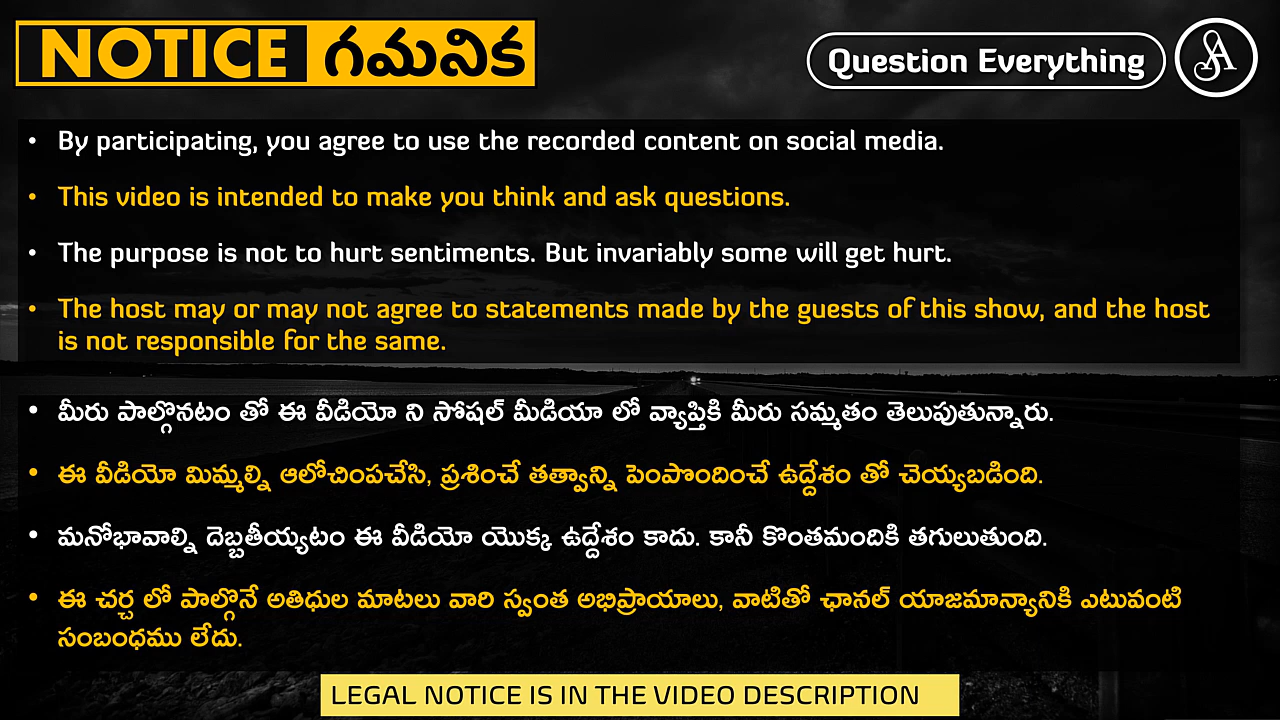 NOTICE గమనిక
Question Everything
• By participating, you agree to use the recorded content on social media.
• This video is intended to make you think and ask questions.
• The purpose is not to hurt sentiments. But invariably some will get hurt.
• The host may or may not agree to statements made by the guests of this show, and the host
is not responsible for the same.
• మీరు పాల్గొనటం తో ఈ వీడియో ని సోషల్ మీడియా లో వ్యాప్తికి మీరు సమ్మతం తెలుపుతున్నారు.
• ఈ వీడియో మిమ్మల్ని ఆలోచింపచేసి, ప్రశించే తత్వాన్ని పెంపొందించే ఉద్దేశం తో చెయ్యబడింది.
• మనోభావాల్ని దెబ్బతీయ్యటం ఈ వీడియో యొక్క ఉద్దేశం కాదు. కానీ కొంతమందికి తగులుతుంది.
• ఈ చర్చ లో పాల్గొనే అతిధుల మాటలు వారి స్వంత అభిప్రాయాలు, వాటితో ఛానల్ యాజమాన్యానికి ఎటువంటి
సంబంధము లేదు.
LEGAL NOTICE IS IN THE VIDEO DESCRIPTION